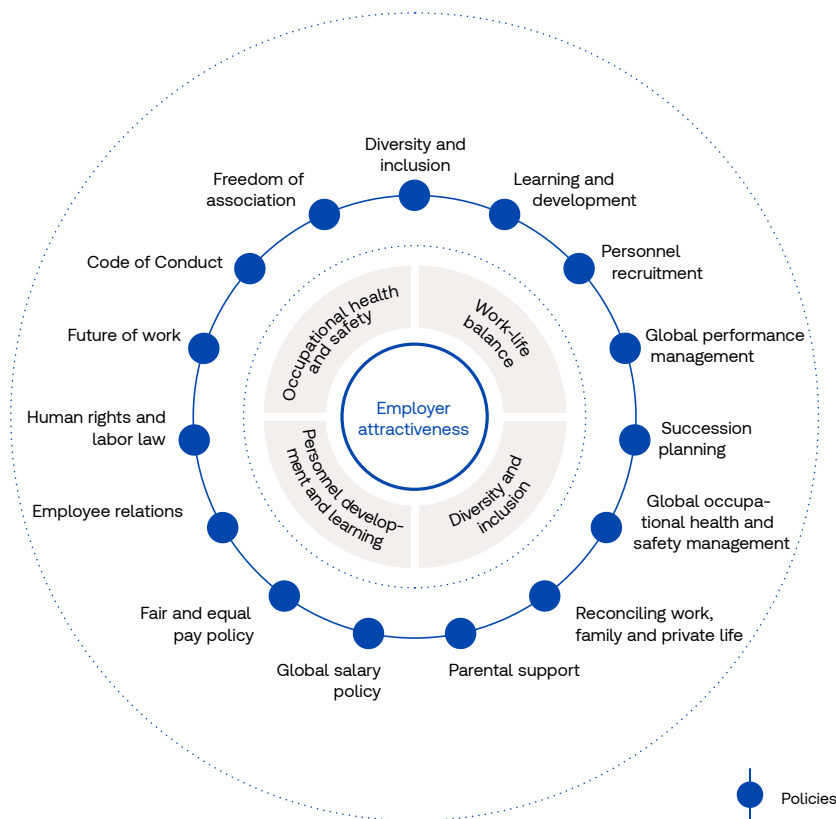 Diversity and
inclusion
Learning and
development
Personnel
recruitment
Global performance
management
Succession
planning
Global occupa-
tional health and
safety management
Reconciling work,
family and private life
Parental support
Global salary
policy
Fair and equal
pay policy
Employee relations
Human rights and
labor law
Future of work
Code of Conduct
Freedom of
association
Occupational health
and safety
Work-life
balance
Diversity and
inclusion
Personnel develop-
ment and learning
Employer
attractiveness
Policies